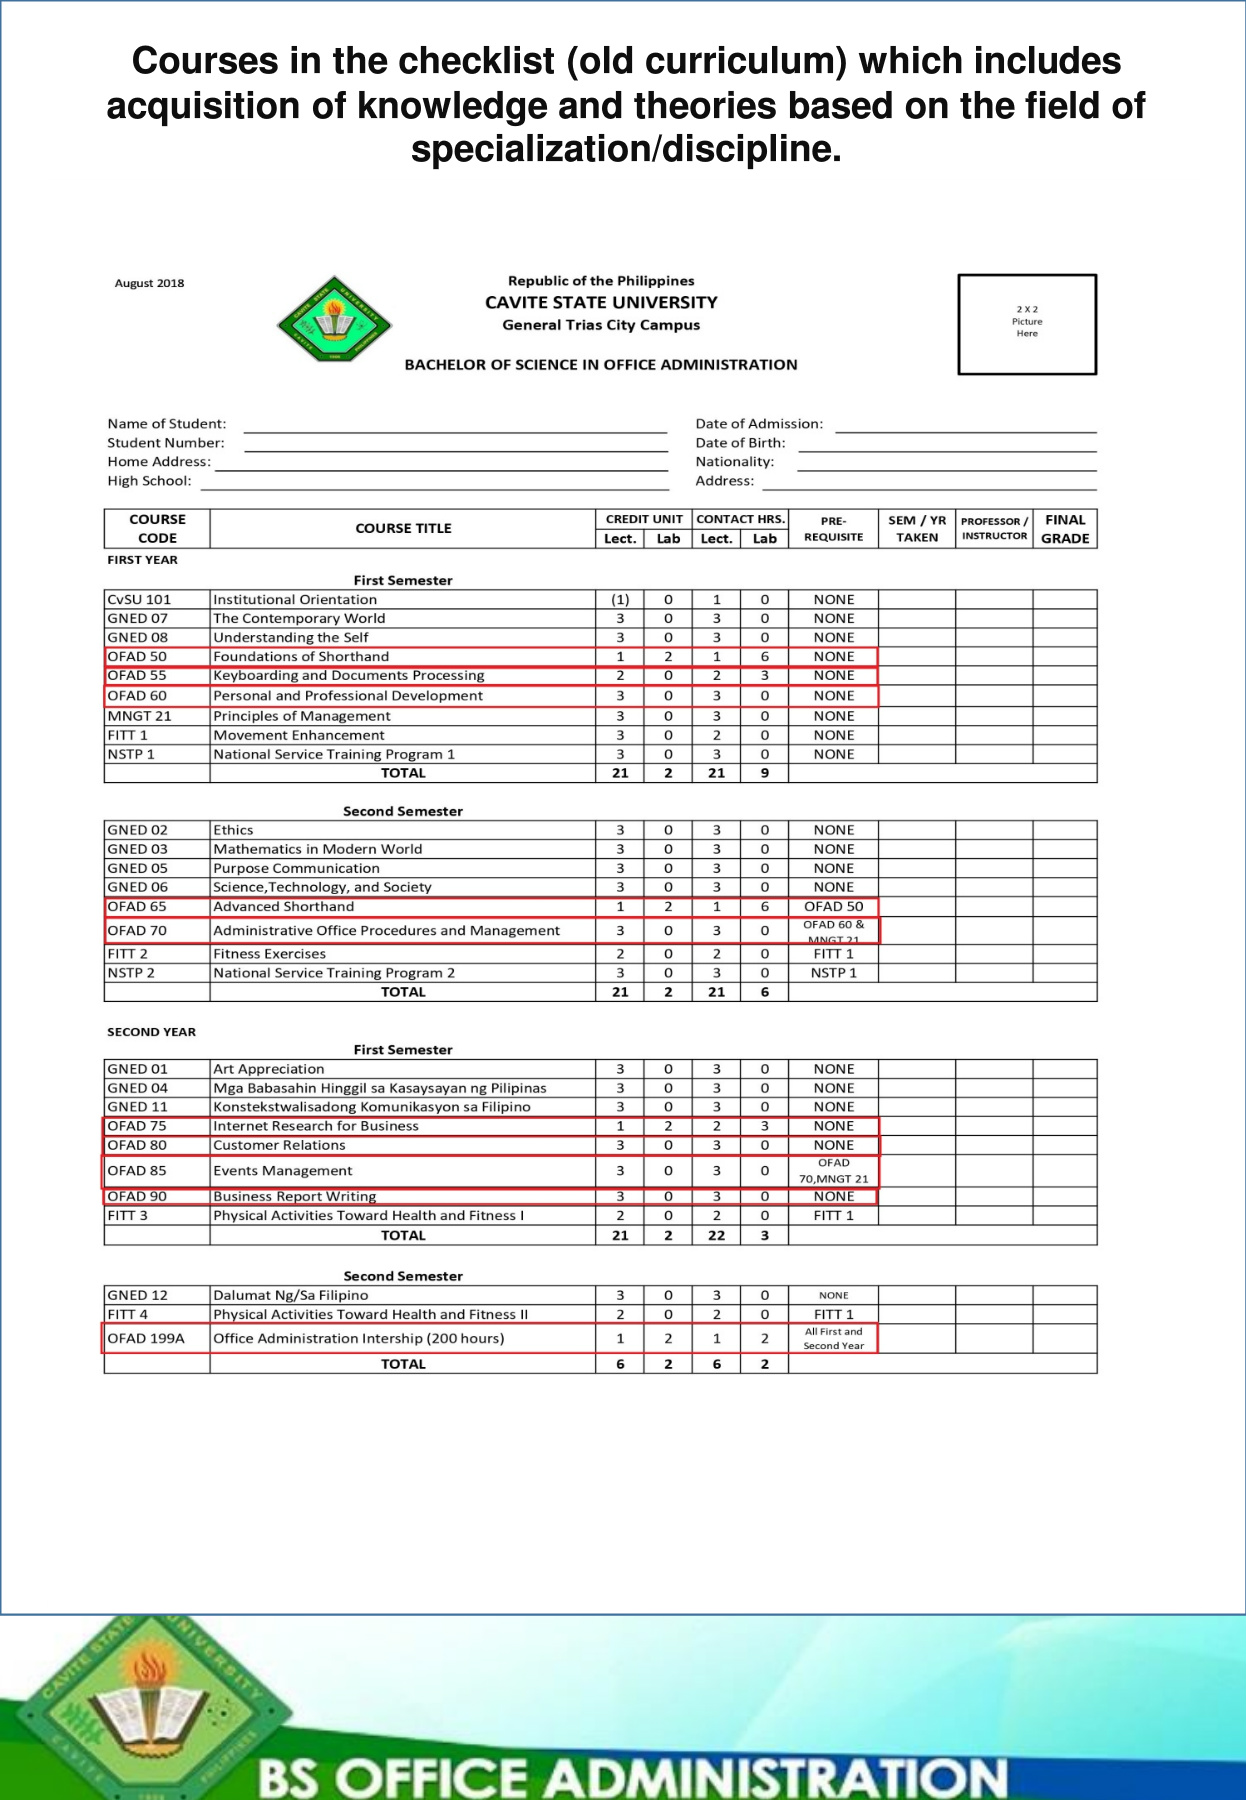 Courses in the checklist (old curriculum) which includes
acquisition of knowledge and theories based on the field of
specialization/discipline.
August 2018
Republic of the Philippines
CAVITE STATE UNIVERSITY
General Trias City Campus
BACHELOR OF SCIENCE IN OFFICE ADMINISTRATION
2 X 2
Picture
Here
Name of Student: Date of Admission:
Student Number: Date of Birth:
Home Address: Nationality:
High School: Address:
COURSE CODE COURSE TITLE CREDIT UNIT CONTACT HRS. PRE-REQUISITE SEM / YR TAKEN PROFESSOR / INSTRUCTOR FINAL GRADE
Lect. Lab Lect. Lab
FIRST YEAR
First Semester
CvSU 101 Institutional Orientation (1) 0 1 0 NONE
GNED 07 The Contemporary World 3 0 3 0 NONE
GNED 08 Understanding the Self 3 0 3 0 NONE
OFAD 50 Foundations of Shorthand 1 2 1 6 NONE
OFAD 55 Keyboarding and Documents Processing 2 0 2 3 NONE
OFAD 60 Personal and Professional Development 3 0 3 0 NONE
MNGT 21 Principles of Management 3 0 3 0 NONE
FITT 1 Movement Enhancement 3 0 2 0 NONE
NSTP 1 National Service Training Program 1 3 0 3 0 NONE
TOTAL 21 2 21 9
Second Semester
GNED 02 Ethics 3 0 3 0 NONE
GNED 03 Mathematics in Modern World 3 0 3 0 NONE
GNED 05 Purpose Communication 3 0 3 0 NONE
GNED 06 Science,Technology, and Society 3 0 3 0 NONE
OFAD 65 Advanced Shorthand 1 2 1 6 OFAD 50
OFAD 70 Administrative Office Procedures and Management 3 0 3 0 OFAD 60 & MNGT 21
FITT 2 Fitness Exercises 2 0 2 0 FITT 1
NSTP 2 National Service Training Program 2 3 0 3 0 NSTP 1
TOTAL 21 2 21 6
SECOND YEAR
First Semester
GNED 01 Art Appreciation 3 0 3 0 NONE
GNED 04 Mga Babasahin Hinggil sa Kasaysayan ng Pilipinas 3 0 3 0 NONE
GNED 11 Konstekstwalisadong Komunikasyon sa Filipino 3 0 3 0 NONE
OFAD 75 Internet Research for Business 1 2 2 3 NONE
OFAD 80 Customer Relations 3 0 3 0 NONE
OFAD 85 Events Management 3 0 3 0 OFAD 70,MNGT 21
OFAD 90 Business Report Writing 3 0 3 0 NONE
FITT 3 Physical Activities Toward Health and Fitness I 2 0 2 0 FITT 1
TOTAL 21 2 22 3
Second Semester
GNED 12 Dalumat Ng/Sa Filipino 3 0 3 0 NONE
FITT 4 Physical Activities Toward Health and Fitness II 2 0 2 0 FITT 1
OFAD 199A Office Administration Intership (200 hours) 1 2 1 2 All First and Second Year
TOTAL 6 2 6 2
CAVITE STATE UNIVERSITY
BS OFFICE ADMINISTRATION